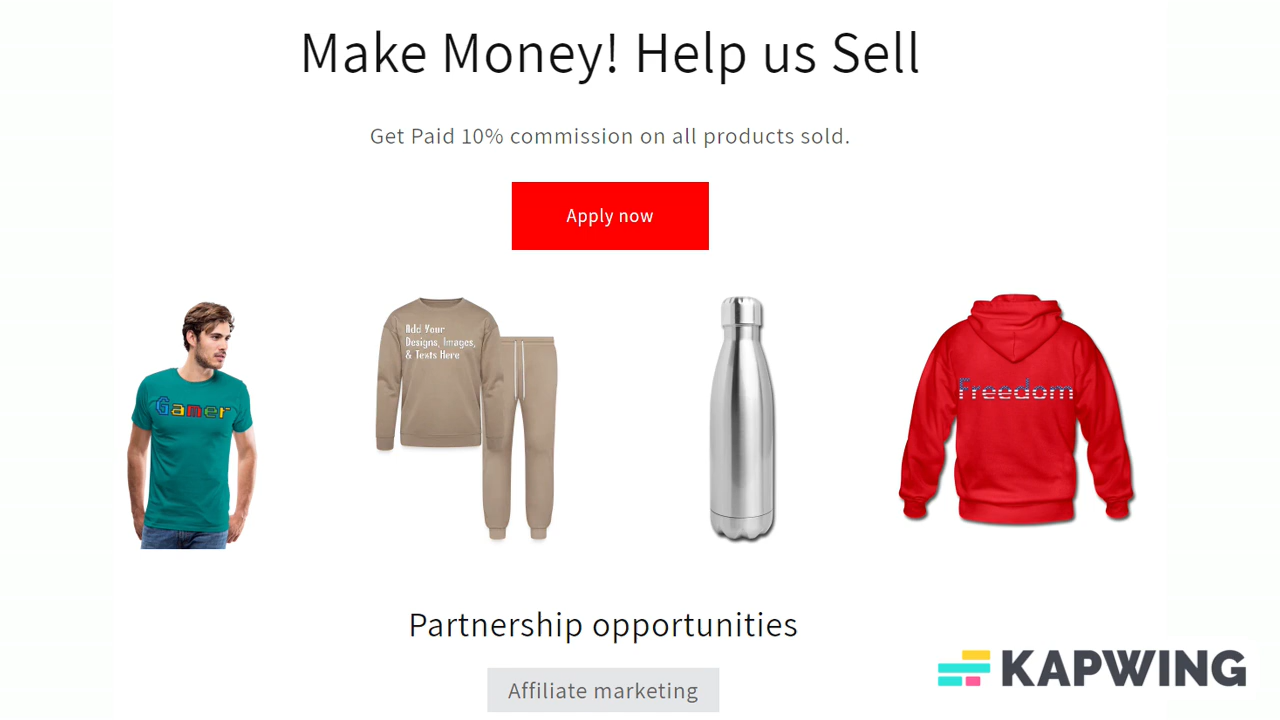 Make Money! Help us Sell
Get Paid 10% commission on all products sold.
Apply now
Gamer
Add Your
Designs, Images,
& Texts Here
Freedom
Partnership opportunities
Affiliate marketing
KAPWING